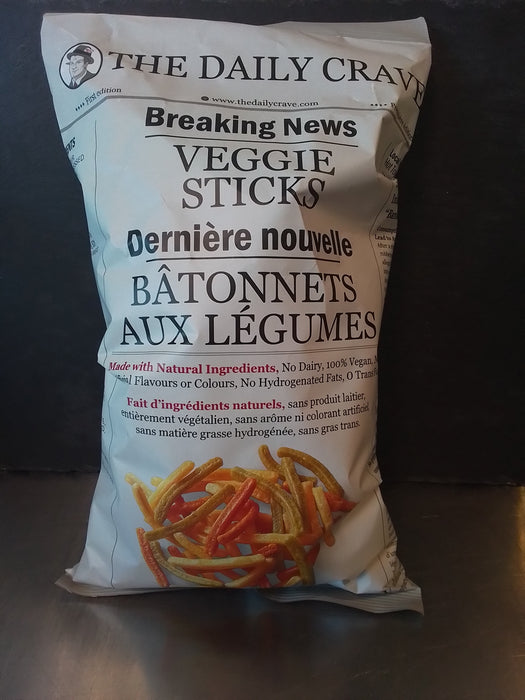 THE DAILY CRAVE
First edition
www.thedailycrave.com
Breaking News
VEGGIE
STICKS
Dernière nouvelle
BÂTONNETS
AUX LÉGUMES
Made with Natural Ingredients, No Dairy, 100% Vegan,
Flavours or Colours, No Hydrogenated Fats, 0 Trans
Fait d'ingrédients naturels, sans produit laitier,
entièrement végétalien, sans arôme ni colorant artificiel,
sans matière grasse hydrogénée, sans gras trans.